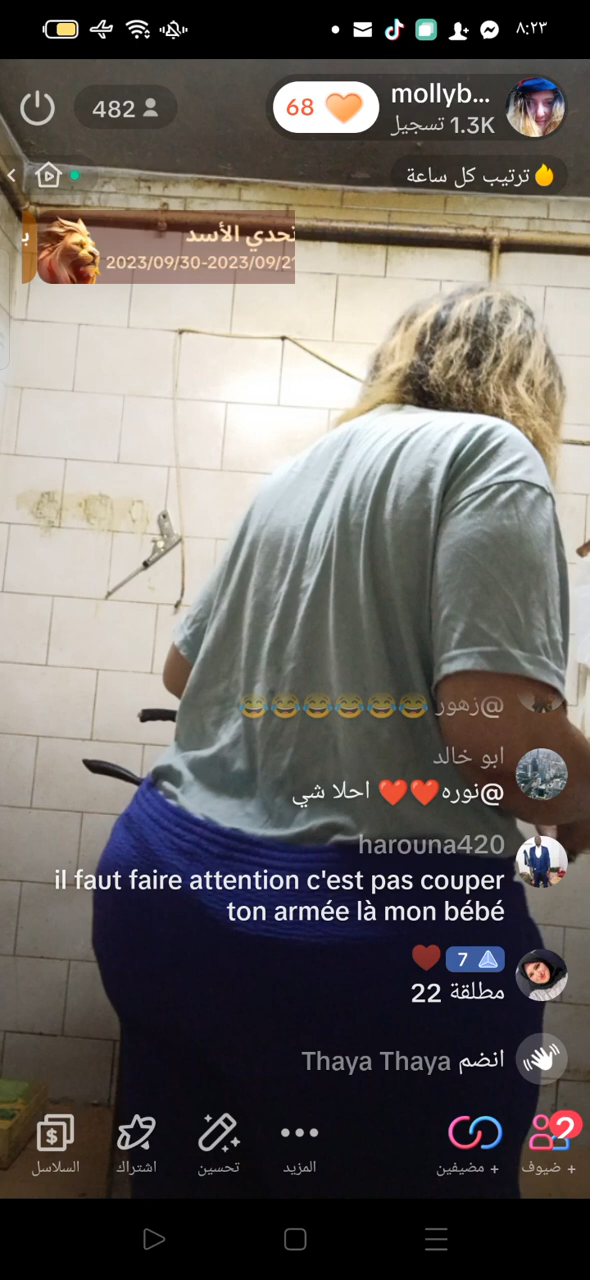 ٨:٢٣
mollyb...
1.3K تسجيل
68
482
ترتيب كل ساعة
تحدي الأسد
2023/09/30-2023/09/2
@زهور 😂😂😂😂😂😂
ابو خالد
@نوره❤️❤️ احلا شي
harouna420
il faut faire attention c'est pas couper
ton armée là mon bébé
7
مطلقة 22
Thaya Thaya انضم
2
+ ضيوف
+ مضيفين
المزيد
تحسين
اشتراك
السلاسل